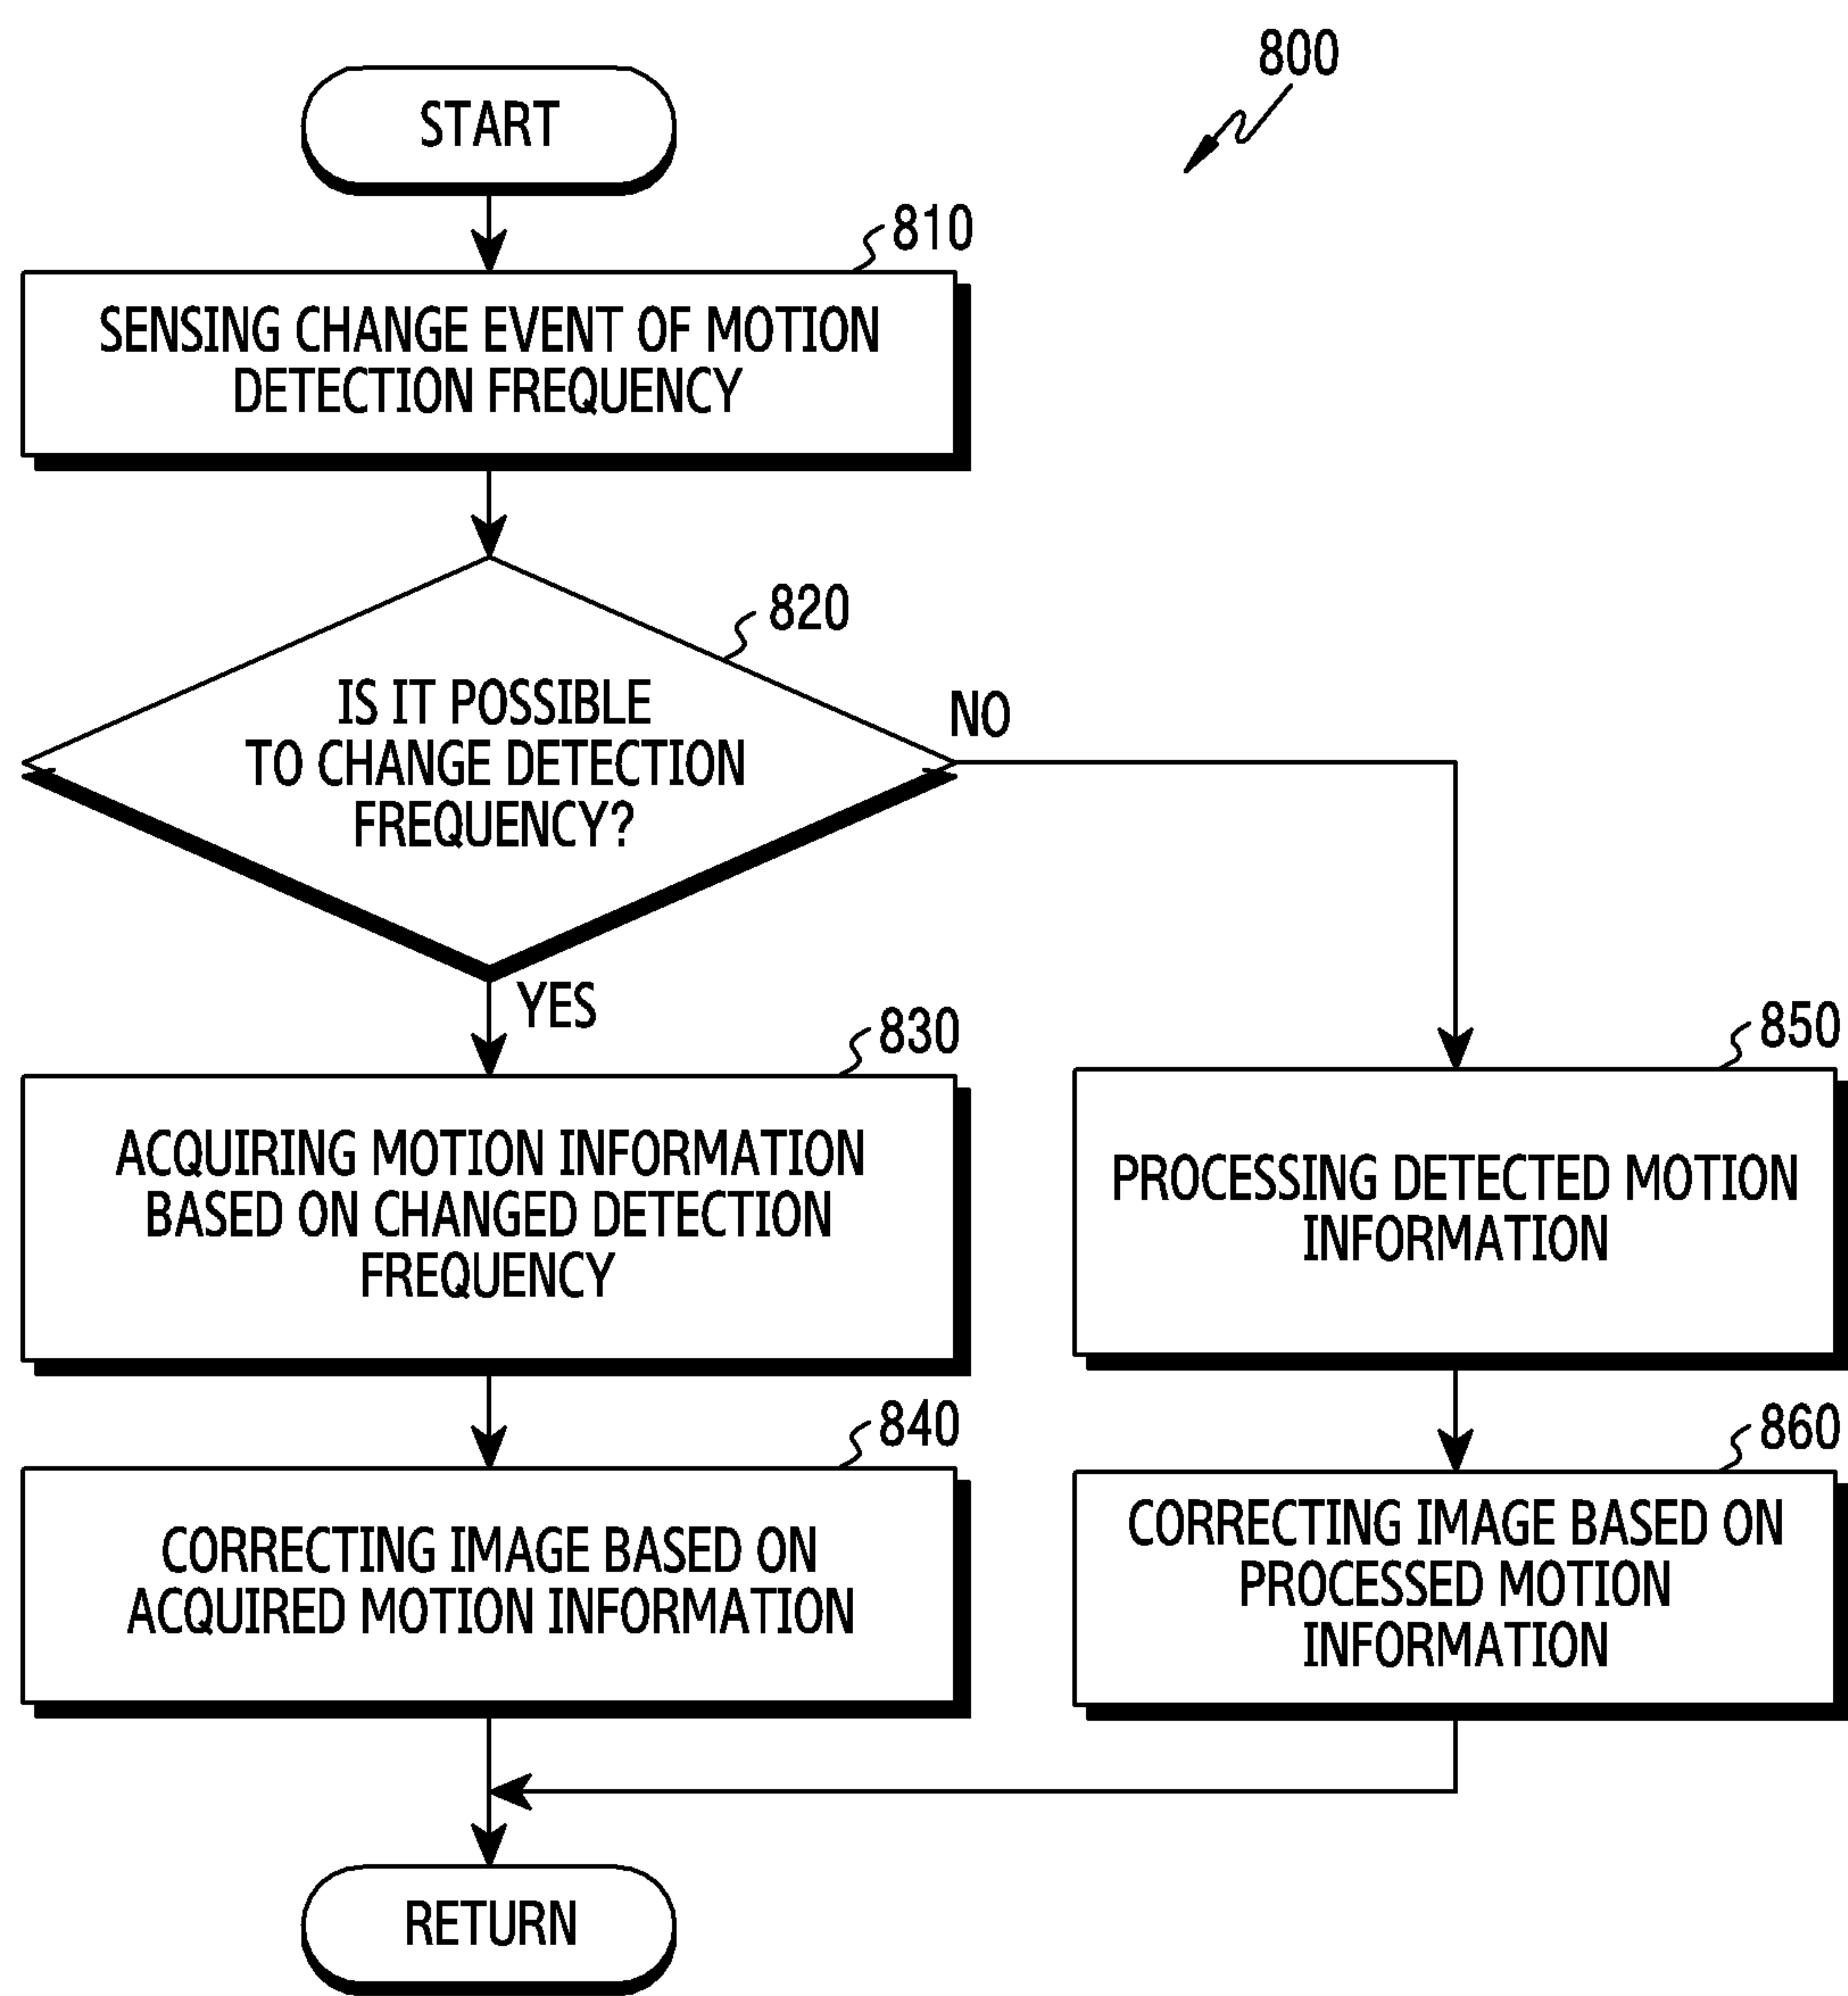 800
START
810
SENSING CHANGE EVENT OF MOTION
DETECTION FREQUENCY
820
IS IT POSSIBLE
TO CHANGE DETECTION
FREQUENCY?
NO
YES
830
ACQUIRING MOTION INFORMATION
BASED ON CHANGED DETECTION
FREQUENCY
850
PROCESSING DETECTED MOTION
INFORMATION
840
CORRECTING IMAGE BASED ON
ACQUIRED MOTION INFORMATION
860
CORRECTING IMAGE BASED ON
PROCESSED MOTION
INFORMATION
RETURN